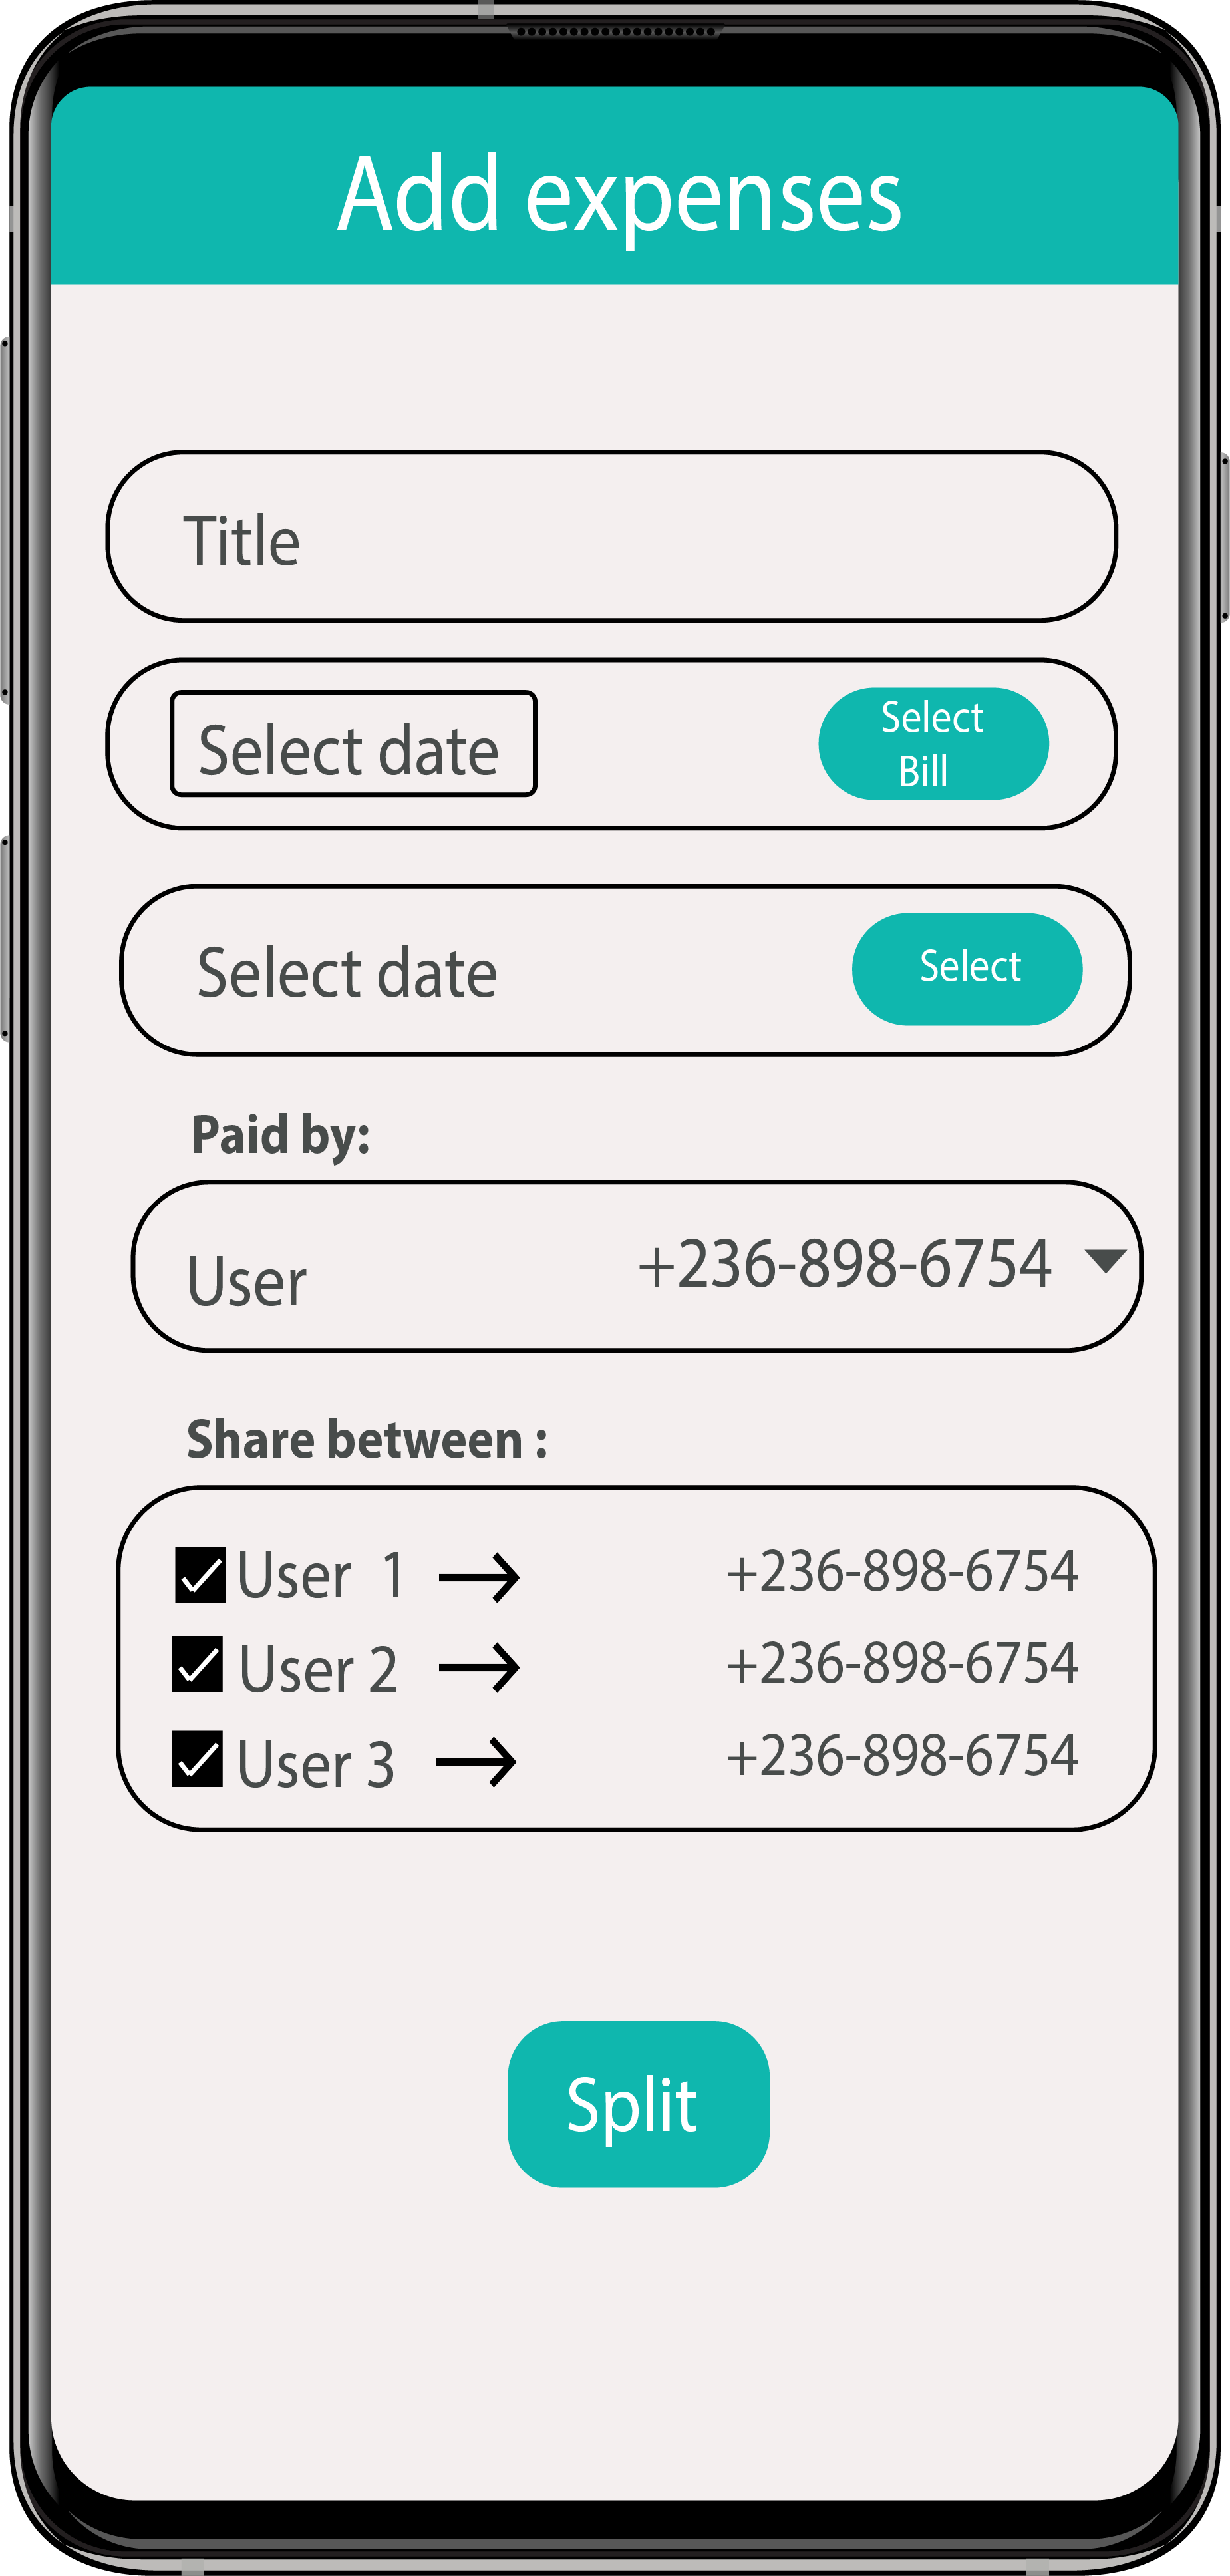 Add expenses
Title
Select date
Select
Bill
Select date
Select
Paid by:
User
+236-898-6754
Share between :
User 1
+236-898-6754
User 2
+236-898-6754
User 3
+236-898-6754
Split